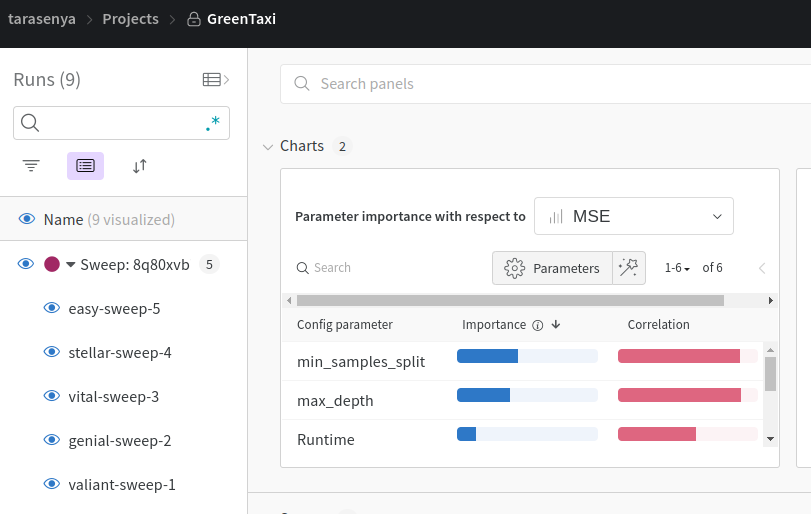 tarasenya > Projects > GreenTaxi
Runs (9)
.*
Name (9 visualized)
Sweep: 8q80xvb 5
easy-sweep-5
stellar-sweep-4
vital-sweep-3
genial-sweep-2
valiant-sweep-1
Search panels
Charts 2
Parameter importance with respect to MSE
Search Parameters 1-6 of 6
Config parameter Importance Correlation
min_samples_split
max_depth
Runtime